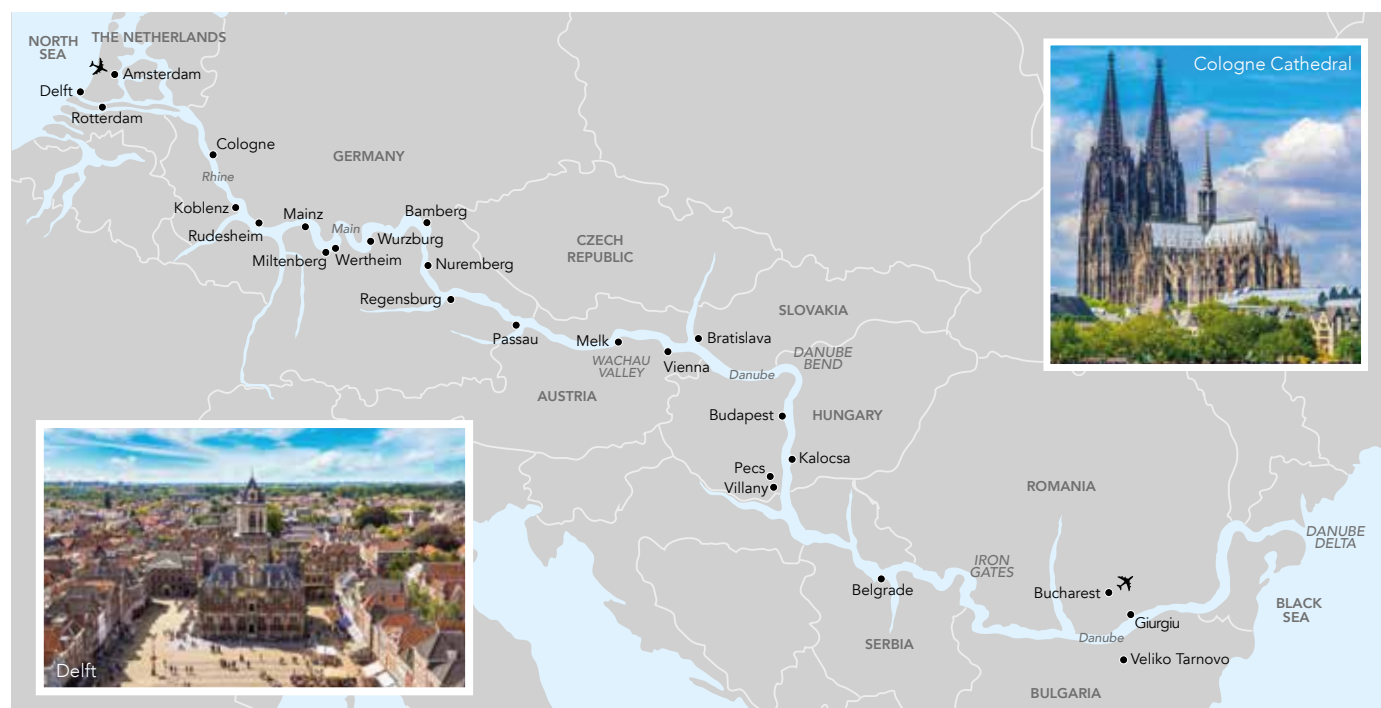 NORTH
SEA
THE NETHERLANDS
Amsterdam
Delft
Rotterdam
Cologne
GERMANY
Rhine
Koblenz
Rudesheim
Mainz
Main
Bamberg
Miltenberg
Wertheim
Wurzburg
Nuremberg
Regensburg
Passau
CZECH
REPUBLIC
Melk
WACHAU
VALLEY
Vienna
Bratislava
SLOVAKIA
DANUBE
BEND
Danube
AUSTRIA
Budapest
HUNGARY
Kalocsa
Pecs
Villany
ROMANIA
Belgrade
IRON
GATES
SERBIA
Bucharest
Giurgiu
Danube
Veliko Tarnovo
BULGARIA
DANUBE
DELTA
BLACK
SEA
Cologne Cathedral
Delft